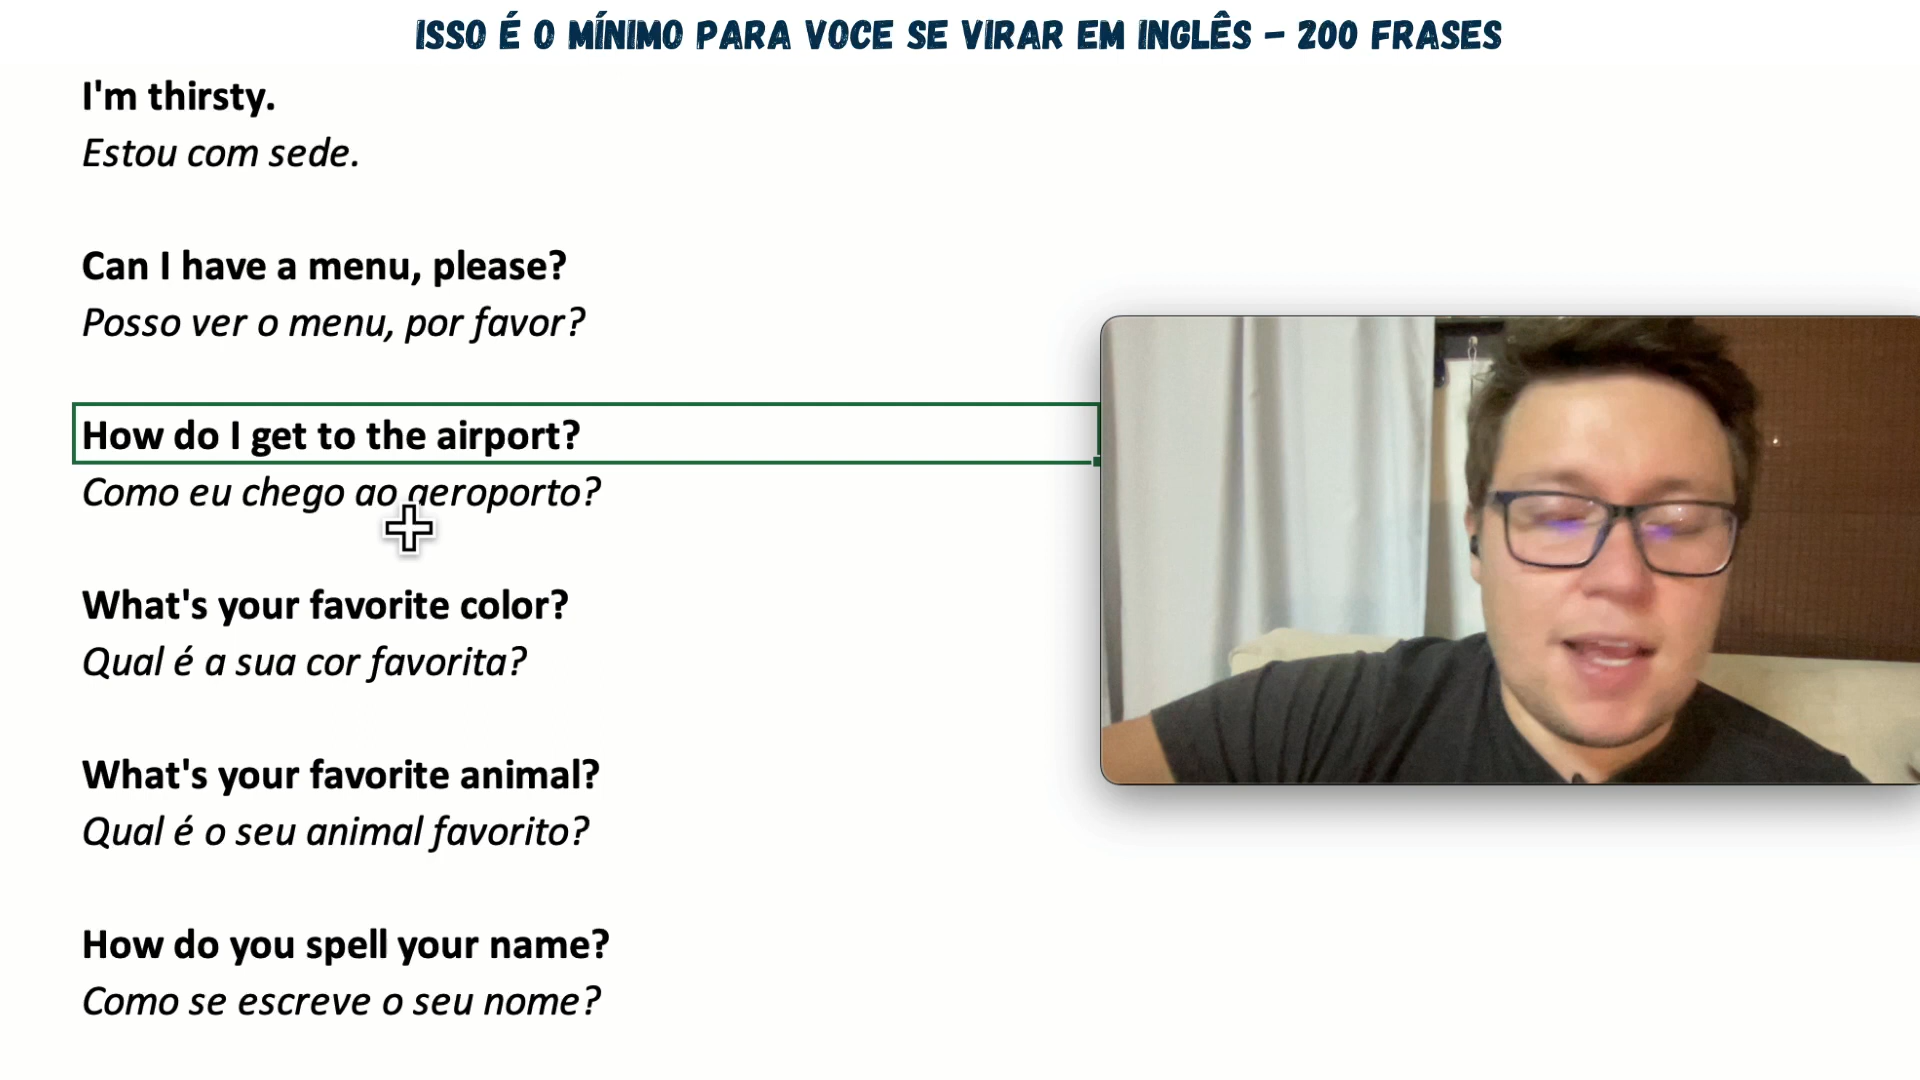 ISSO É O MÍNIMO PARA VOCE SE VIRAR EM INGLÊS – 200 FRASES
I'm thirsty.
Estou com sede.
Can I have a menu, please?
Posso ver o menu, por favor?
How do I get to the airport?
Como eu chego ao aeroporto?
What's your favorite color?
Qual é a sua cor favorita?
What's your favorite animal?
Qual é o seu animal favorito?
How do you spell your name?
Como se escreve o seu nome?